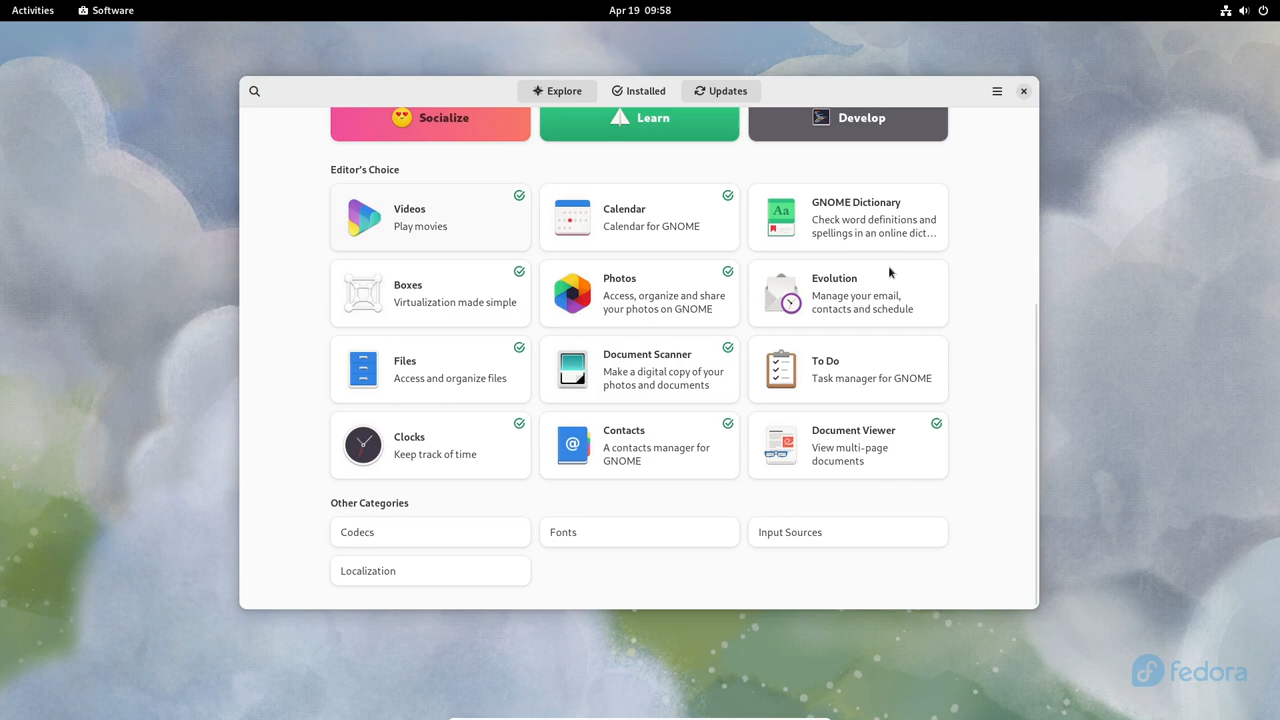 Activities
Software
Apr 19 09:58
Explore
Installed
Updates
Socialize
Learn
Develop
Editor's Choice
Videos
Play movies
Calendar
Calendar for GNOME
GNOME Dictionary
Check word definitions and
spellings in an online dict…
Aa
Boxes
Virtualization made simple
Photos
Access, organize and share
your photos on GNOME
Evolution
Manage your email,
contacts and schedule
Files
Access and organize files
Document Scanner
Make a digital copy of your
photos and documents
To Do
Task manager for GNOME
Clocks
Keep track of time
@
Contacts
A contacts manager for
GNOME
Document Viewer
View multi-page
documents
Other Categories
Codecs
Fonts
Input Sources
Localization
fedora